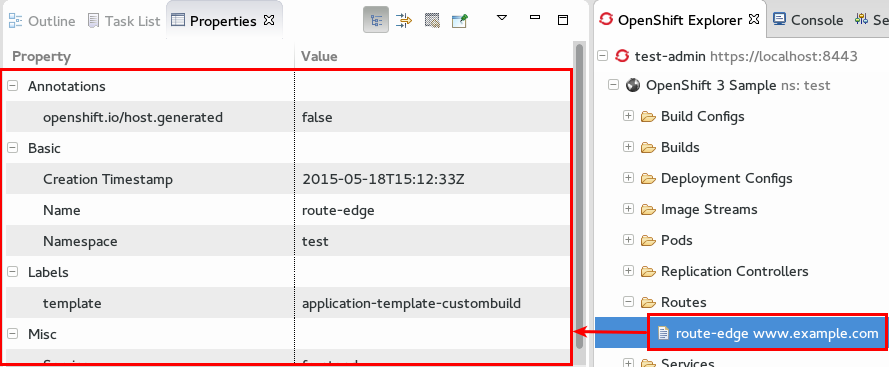 Outline
Task List
Properties
Property Value
Annotations
openshift.io/host.generated false
Basic
Creation Timestamp 2015-05-18T15:12:33Z
Name route-edge
Namespace test
Labels
template application-template-custombuild
Misc
OpenShift Explorer
Console
Se
test-admin https://localhost:8443
OpenShift 3 Sample ns: test
Build Configs
Builds
Deployment Configs
Image Streams
Pods
Replication Controllers
Routes
route-edge www.example.com
Services